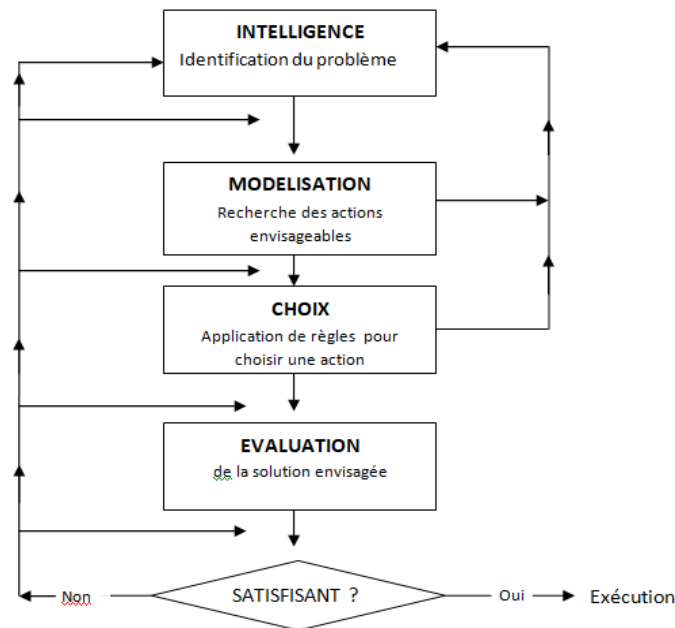 INTELLIGENCE
Identification du problème
MODELISATION
Recherche des actions
envisageables
CHOIX
Application de règles pour
choisir une action
EVALUATION
de la solution envisagée
Non
SATISFISANT ?
Oui
Exécution